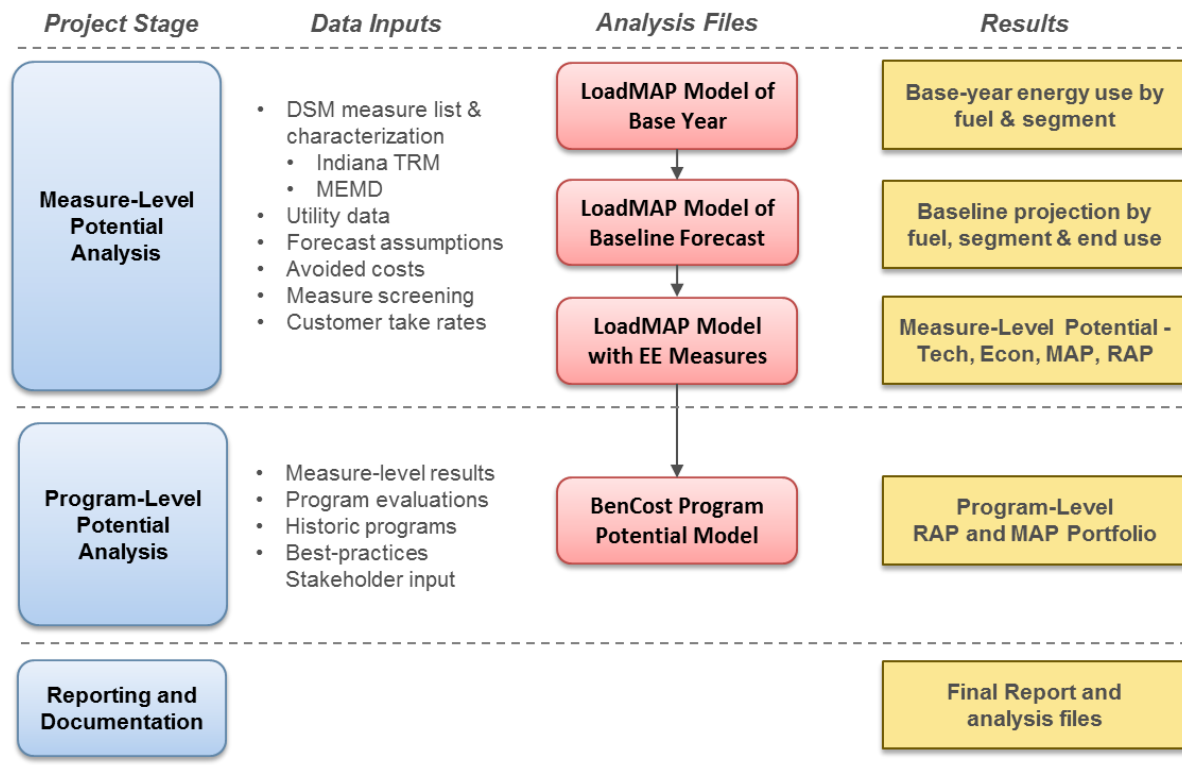 Project Stage
Data Inputs
Analysis Files
Results
Measure-Level
Potential
Analysis
• DSM measure list &
characterization
• Indiana TRM
• MEMD
• Utility data
• Forecast assumptions
• Avoided costs
• Measure screening
• Customer take rates
LoadMAP Model of
Base Year
LoadMAP Model of
Baseline Forecast
LoadMAP Model
with EE Measures
Base-year energy use by
fuel & segment
Baseline projection by
fuel, segment & end use
Measure-Level Potential -
Tech, Econ, MAP, RAP
Program-Level
Potential
Analysis
• Measure-level results
• Program evaluations
• Historic programs
• Best-practices
Stakeholder input
BenCost Program
Potential Model
Program-Level
RAP and MAP Portfolio
Reporting and
Documentation
Final Report and
analysis files